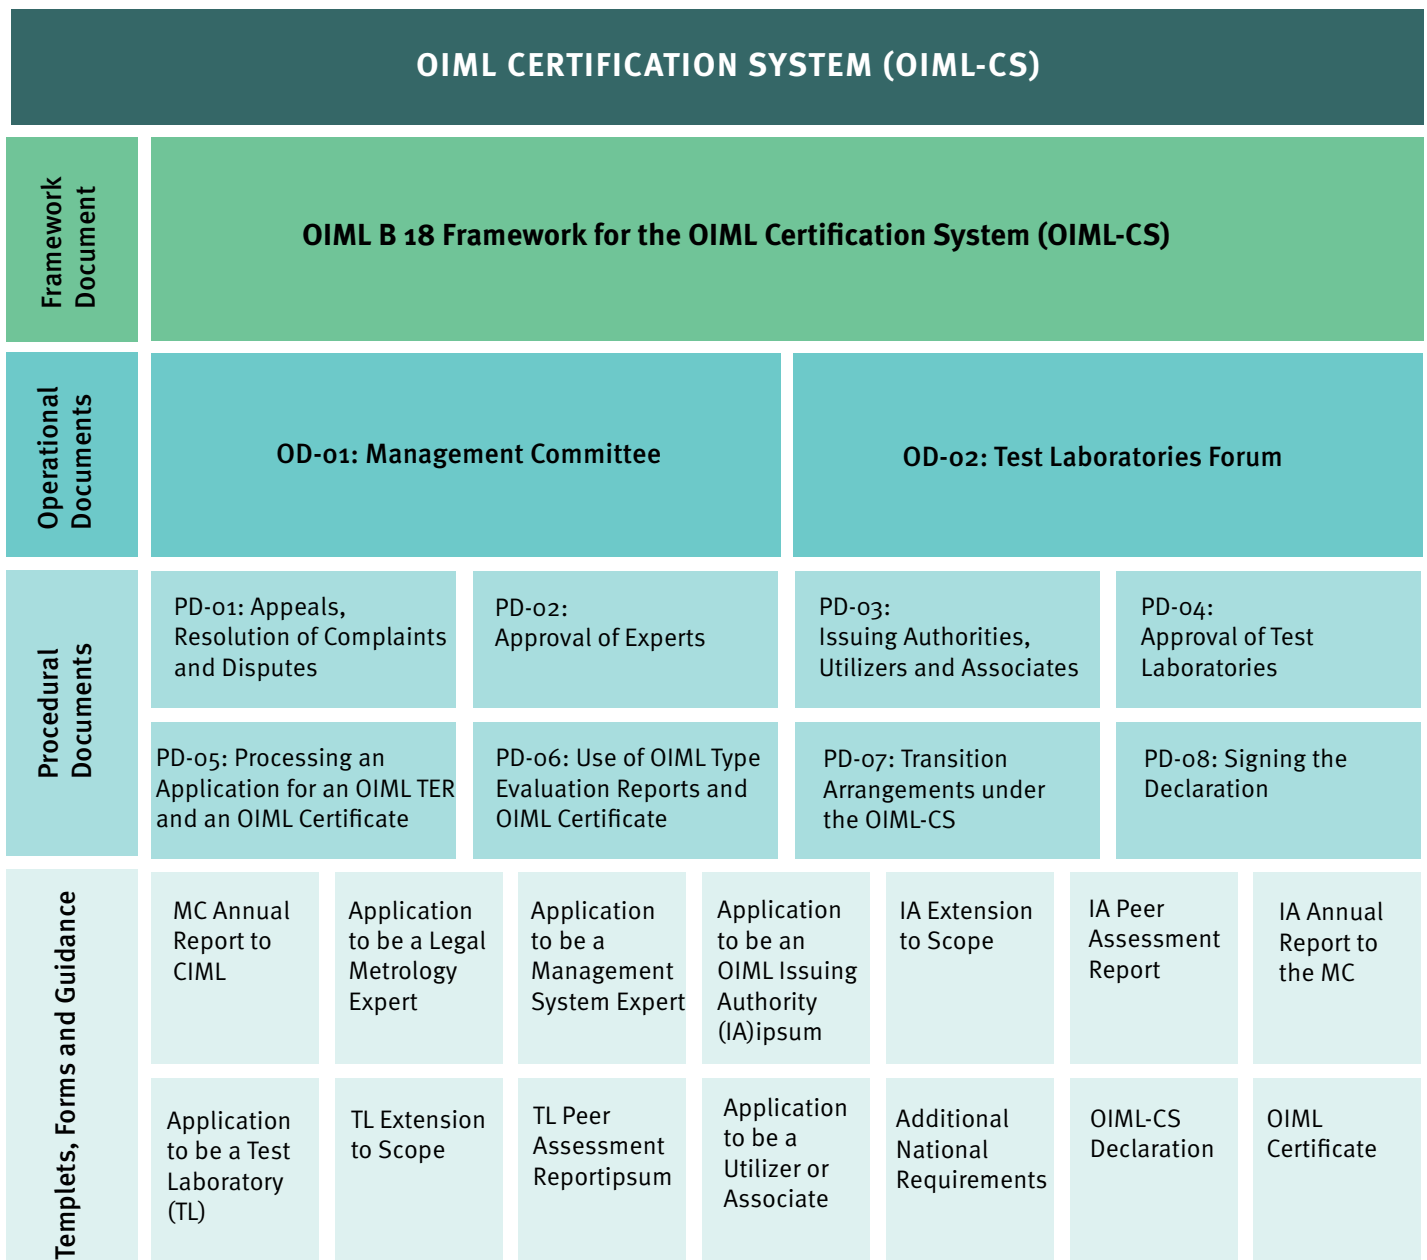 OIML CERTIFICATION SYSTEM (OIML-CS)
Framework
Document
OIML B 18 Framework for the OIML Certification System (OIML-CS)
Operational
Documents
OD-01: Management Committee
OD-02: Test Laboratories Forum
Procedural
Documents
PD-01: Appeals,
Resolution of Complaints
and Disputes
PD-02:
Approval of Experts
PD-03:
Issuing Authorities,
Utilizers and Associates
PD-04:
Approval of Test
Laboratories
PD-05: Processing an
Application for an OIML TER
and an OIML Certificate
PD-06: Use of OIML Type
Evaluation Reports and
OIML Certificate
PD-07: Transition
Arrangements under
the OIML-CS
PD-08: Signing the
Declaration
Templets, Forms and Guidance
MC Annual
Report to
CIML
Application
to be a Legal
Metrology
Expert
Application
to be a
Management
System Expert
Application
to be an
OIML Issuing
Authority
(IA)ipsum
IA Extension
to Scope
IA Peer
Assessment
Report
IA Annual
Report to
the MC
Application
to be a Test
Laboratory
(TL)
TL Extension
to Scope
TL Peer
Assessment
Reportipsum
Application
to be a
Utilizer or
Associate
Additional
National
Requirements
OIML-CS
Declaration
OIML
Certificate